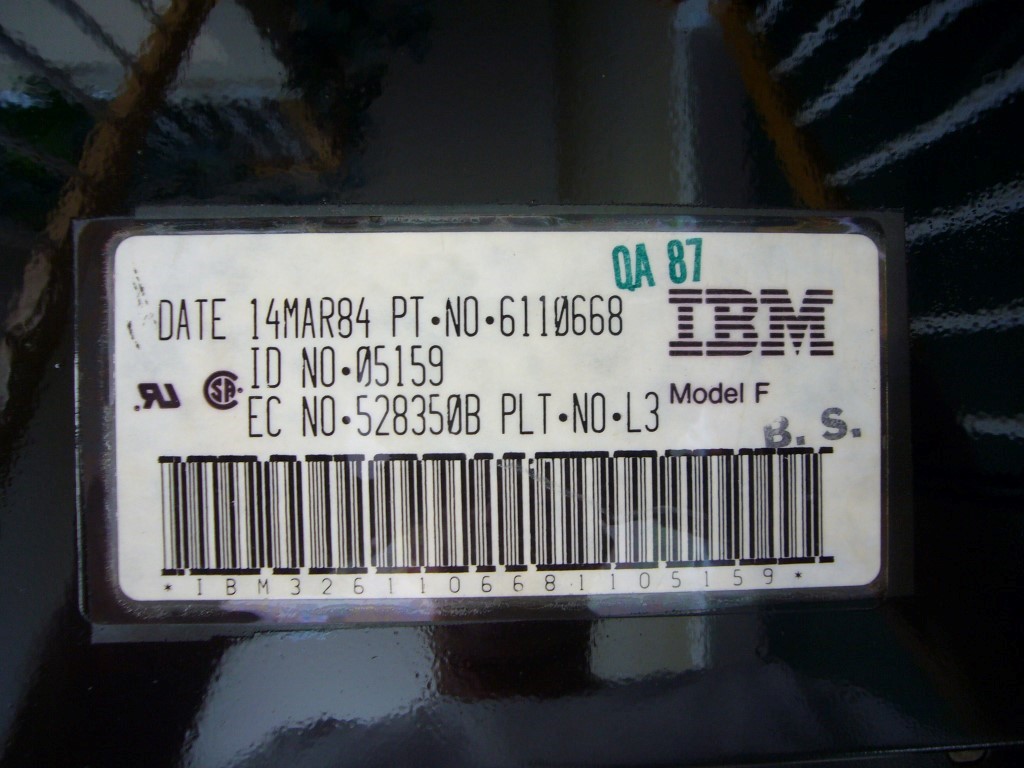 QA 87
DATE 14MAR84 PT·NO·6110668
IBM
ID NO·05159
Model F
EC NO·528350B PLT·NO·L3
B. S.
*IBM3261106681105159*